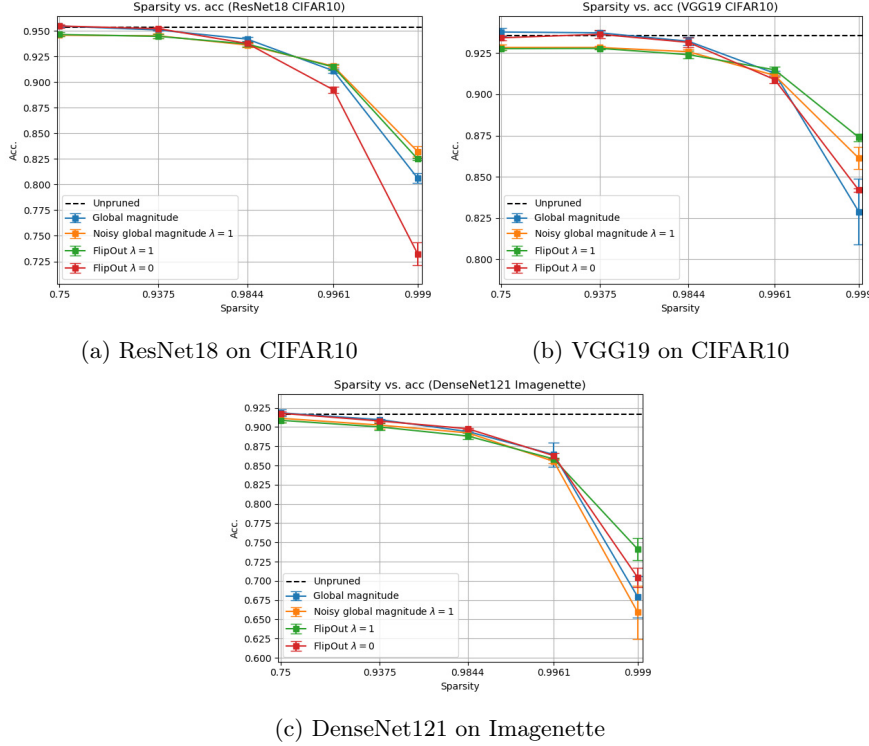 Sparsity vs. acc (ResNet18 CIFAR10)
0.950
0.925
0.900
0.875
0.850
0.825
0.800
0.775
0.750
0.725
Acc.
Unpruned
Global magnitude
Noisy global magnitude λ = 1
FlipOut λ = 1
FlipOut λ = 0
0.75 0.9375 0.9844 0.9961 0.999
Sparsity
(a) ResNet18 on CIFAR10
Sparsity vs. acc (VGG19 CIFAR10)
0.925
0.900
0.875
0.850
0.825
0.800
Acc.
Unpruned
Global magnitude
Noisy global magnitude λ = 1
FlipOut λ = 1
FlipOut λ = 0
0.75 0.9375 0.9844 0.9961 0.999
Sparsity
(b) VGG19 on CIFAR10
Sparsity vs. acc (DenseNet121 Imagenette)
0.925
0.900
0.875
0.850
0.825
0.800
0.775
0.750
0.725
0.700
0.675
0.650
0.625
0.600
Acc.
Unpruned
Global magnitude
Noisy global magnitude λ = 1
FlipOut λ = 1
FlipOut λ = 0
0.75 0.9375 0.9844 0.9961 0.999
Sparsity
(c) DenseNet121 on Imagenette